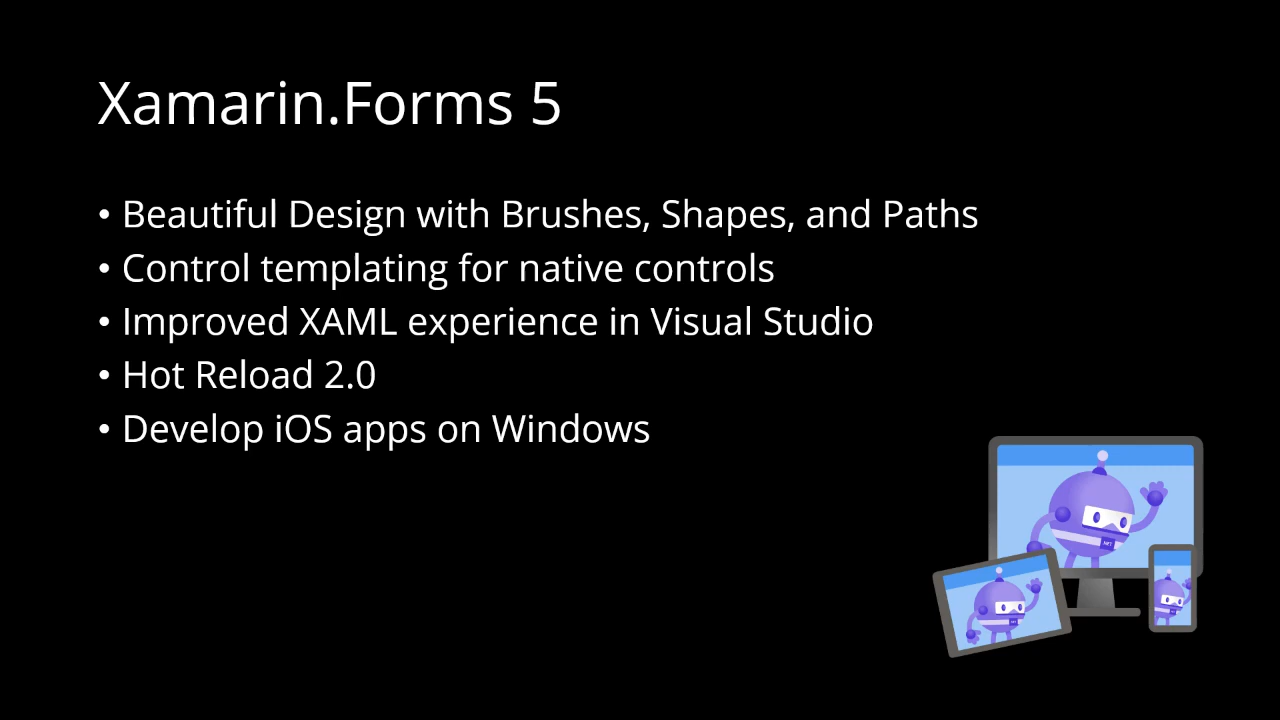 Xamarin.Forms 5
• Beautiful Design with Brushes, Shapes, and Paths
• Control templating for native controls
• Improved XAML experience in Visual Studio
• Hot Reload 2.0
• Develop iOS apps on Windows
.NET